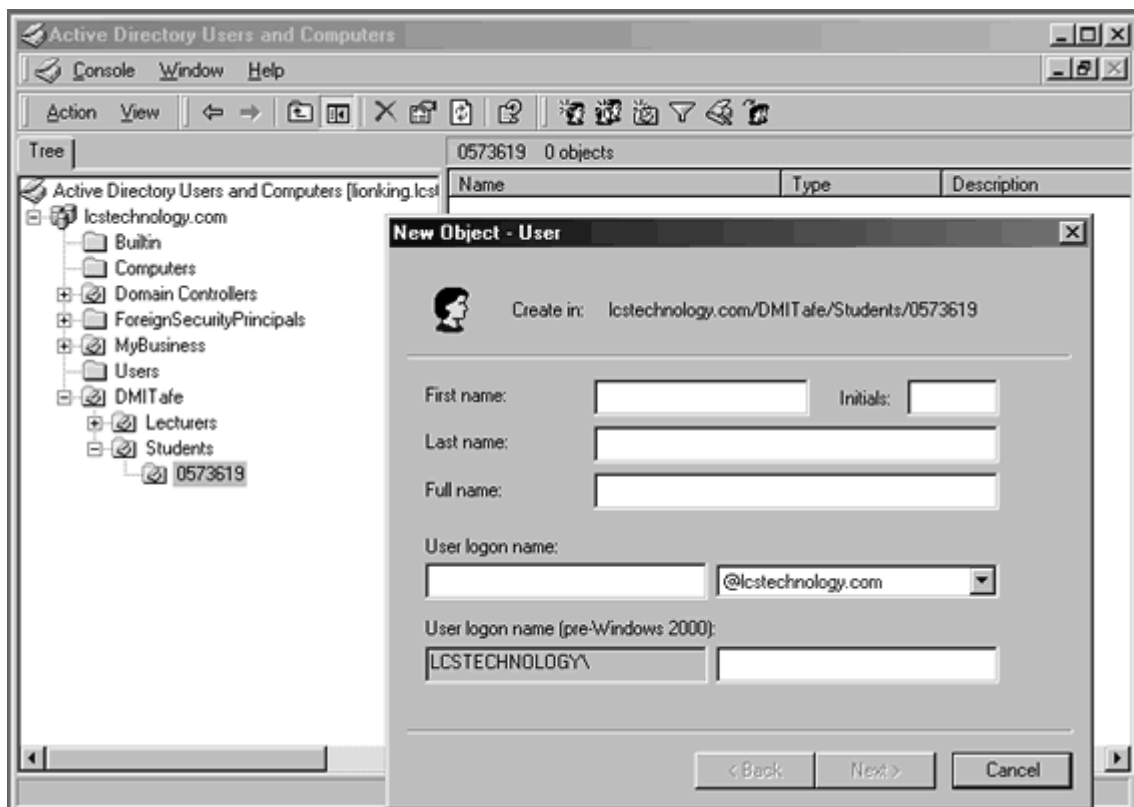 Active Directory Users and Computers
Console Window Help
Action View
Tree
0573619 0 objects
Active Directory Users and Computers [lionking.lcst
Name Type Description
lcstechnology.com
Builtin
Computers
Domain Controllers
ForeignSecurityPrincipals
MyBusiness
Users
DMITafe
Lecturers
Students
0573619
New Object - User
Create in: lcstechnology.com/DMITafe/Students/0573619
First name: Initials:
Last name:
Full name:
User logon name:
@lcstechnology.com
User logon name (pre-Windows 2000):
LCSTECHNOLOGY\
< Back Next > Cancel